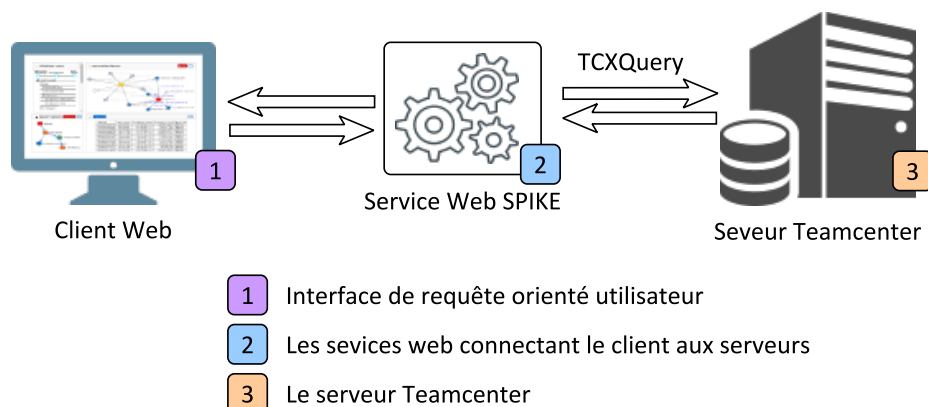 TCXQuery
1
2
3
Client Web
Service Web SPIKE
Seveur Teamcenter
1 Interface de requête orienté utilisateur
2 Les sevices web connectant le client aux serveurs
3 Le serveur Teamcenter